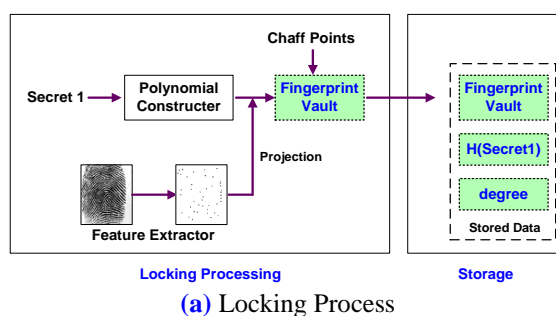 Chaff Points
Secret 1
Polynomial
Constructer
Fingerprint
Vault
Projection
Feature Extractor
Fingerprint
Vault
H(Secret1)
degree
Stored Data
Locking Processing
Storage
(a) Locking Process